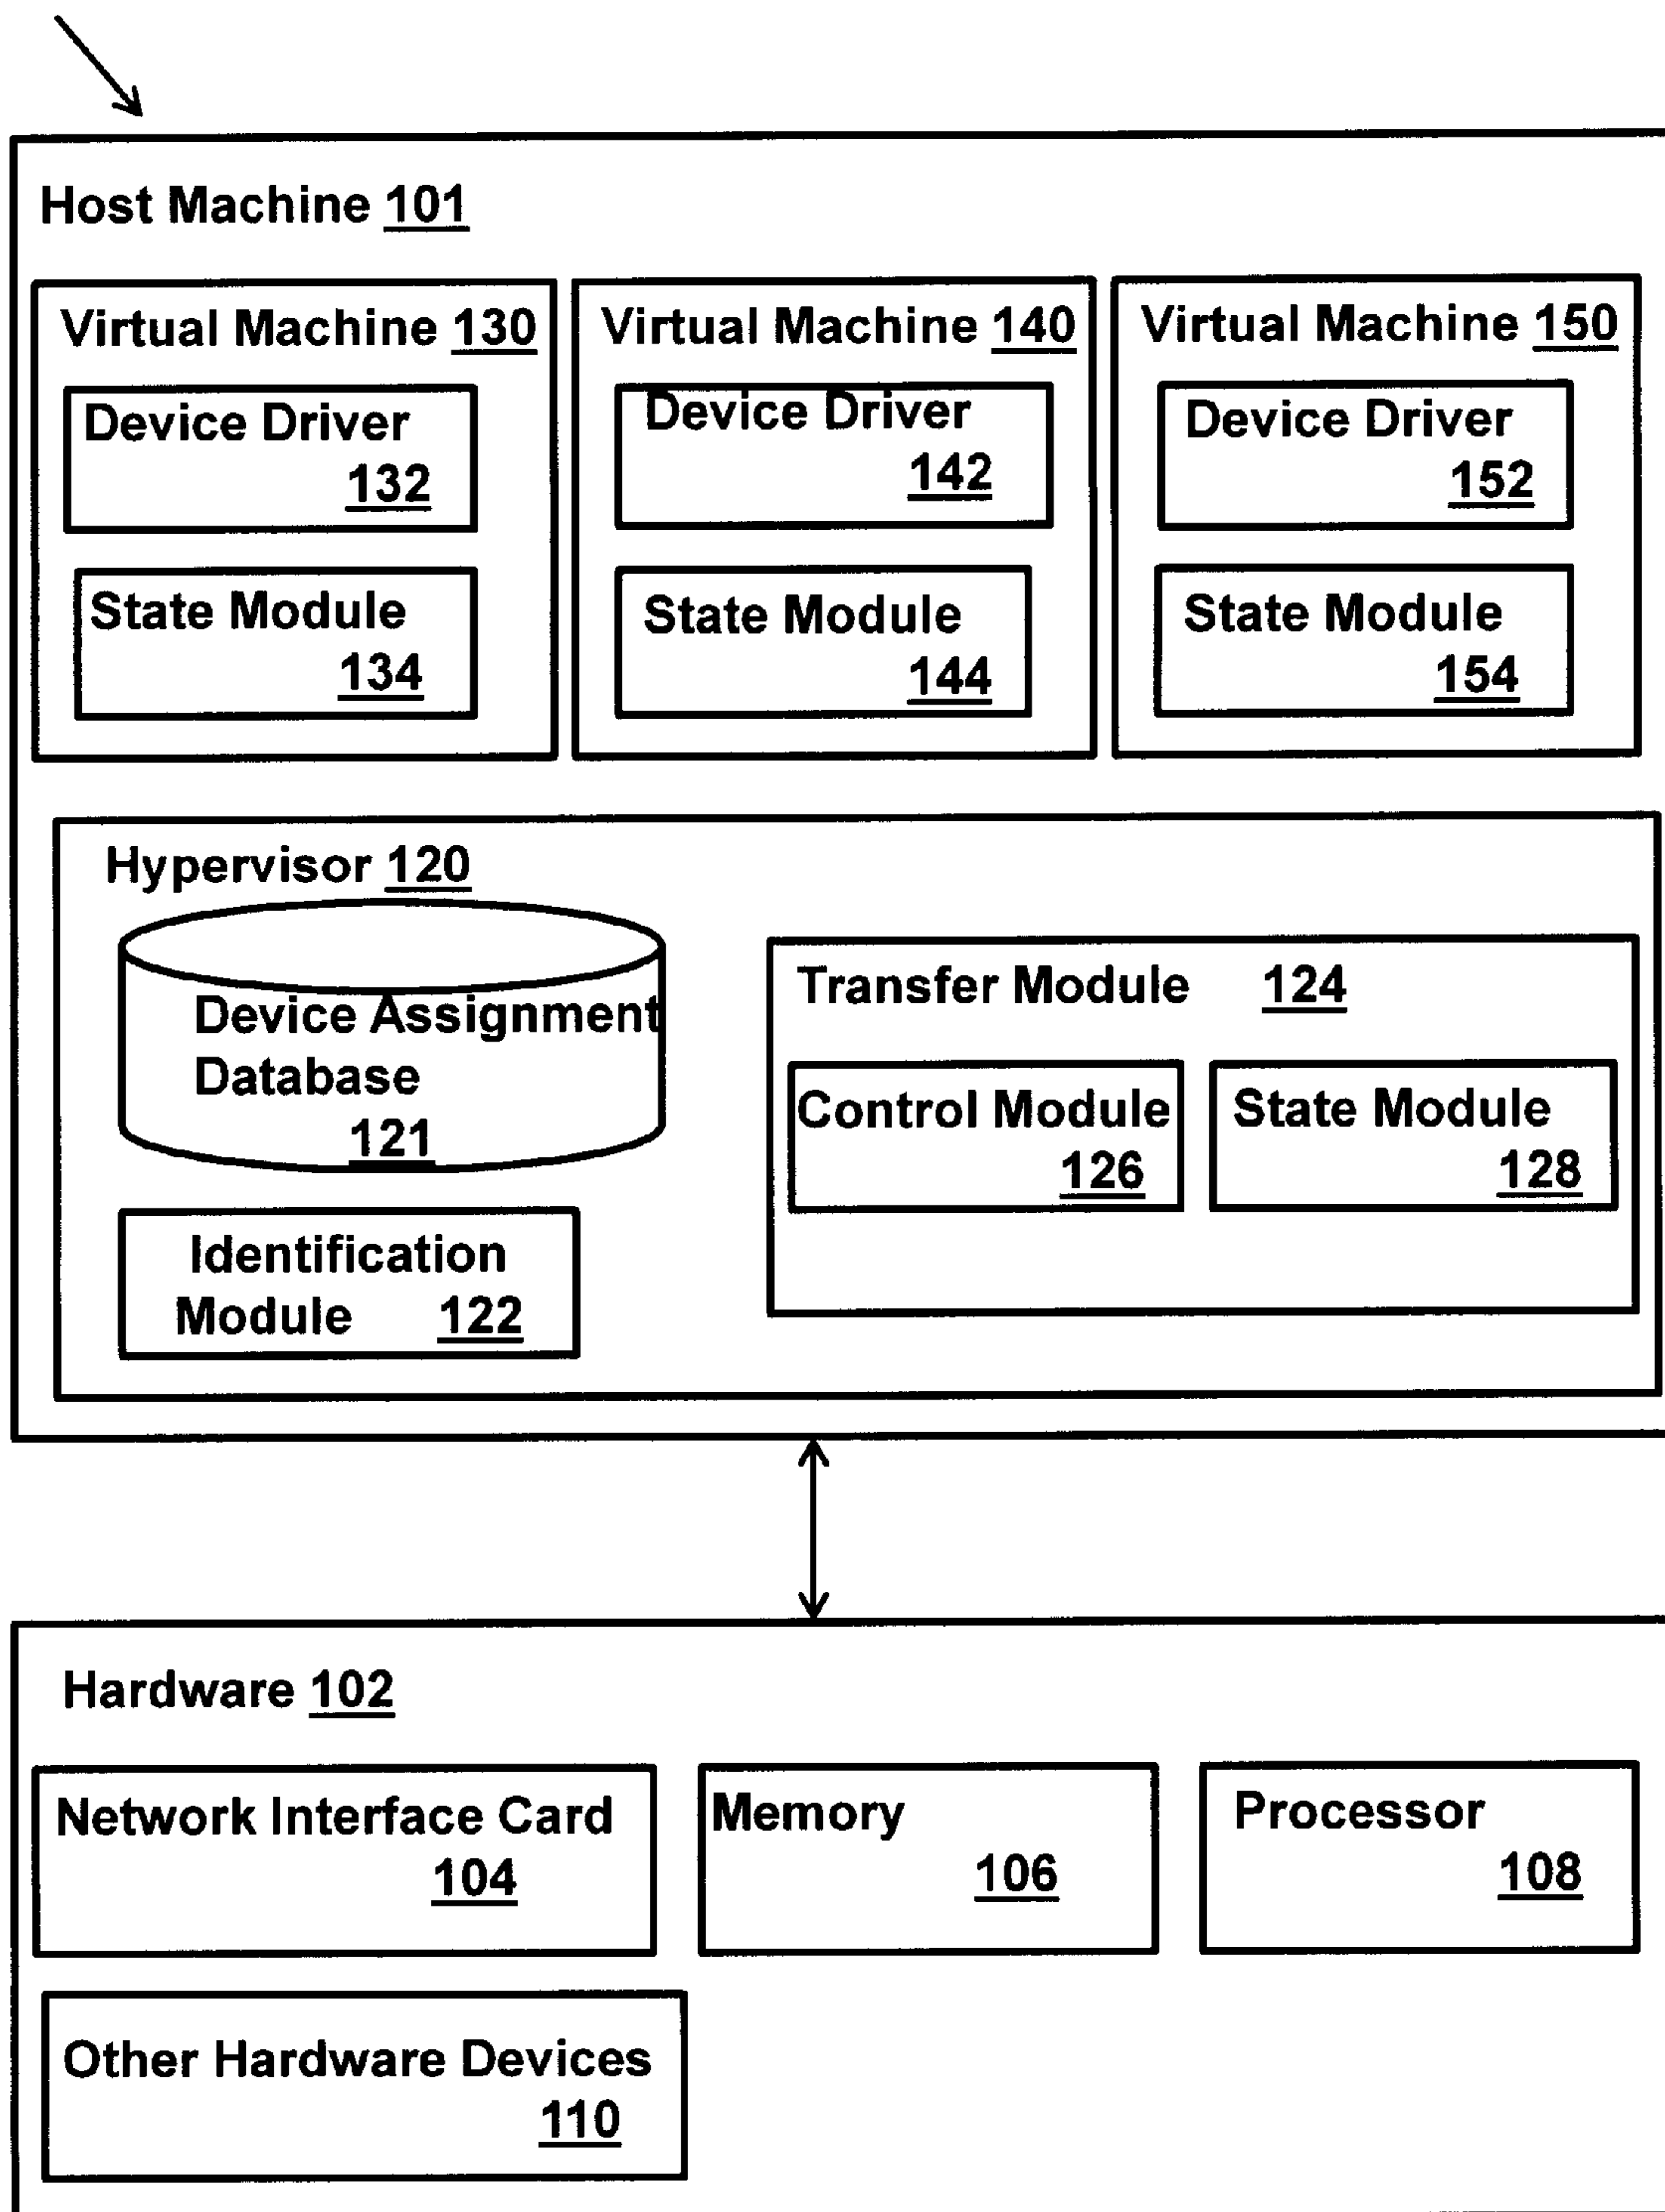 Host Machine 101
Virtual Machine 130
Device Driver
132
State Module
134
Virtual Machine 140
Device Driver
142
State Module
144
Virtual Machine 150
Device Driver
152
State Module
154
Hypervisor 120
Device Assignment
Database
121
Identification
Module 122
Transfer Module 124
Control Module
126
State Module
128
Hardware 102
Network Interface Card
104
Memory
106
Processor
108
Other Hardware Devices
110